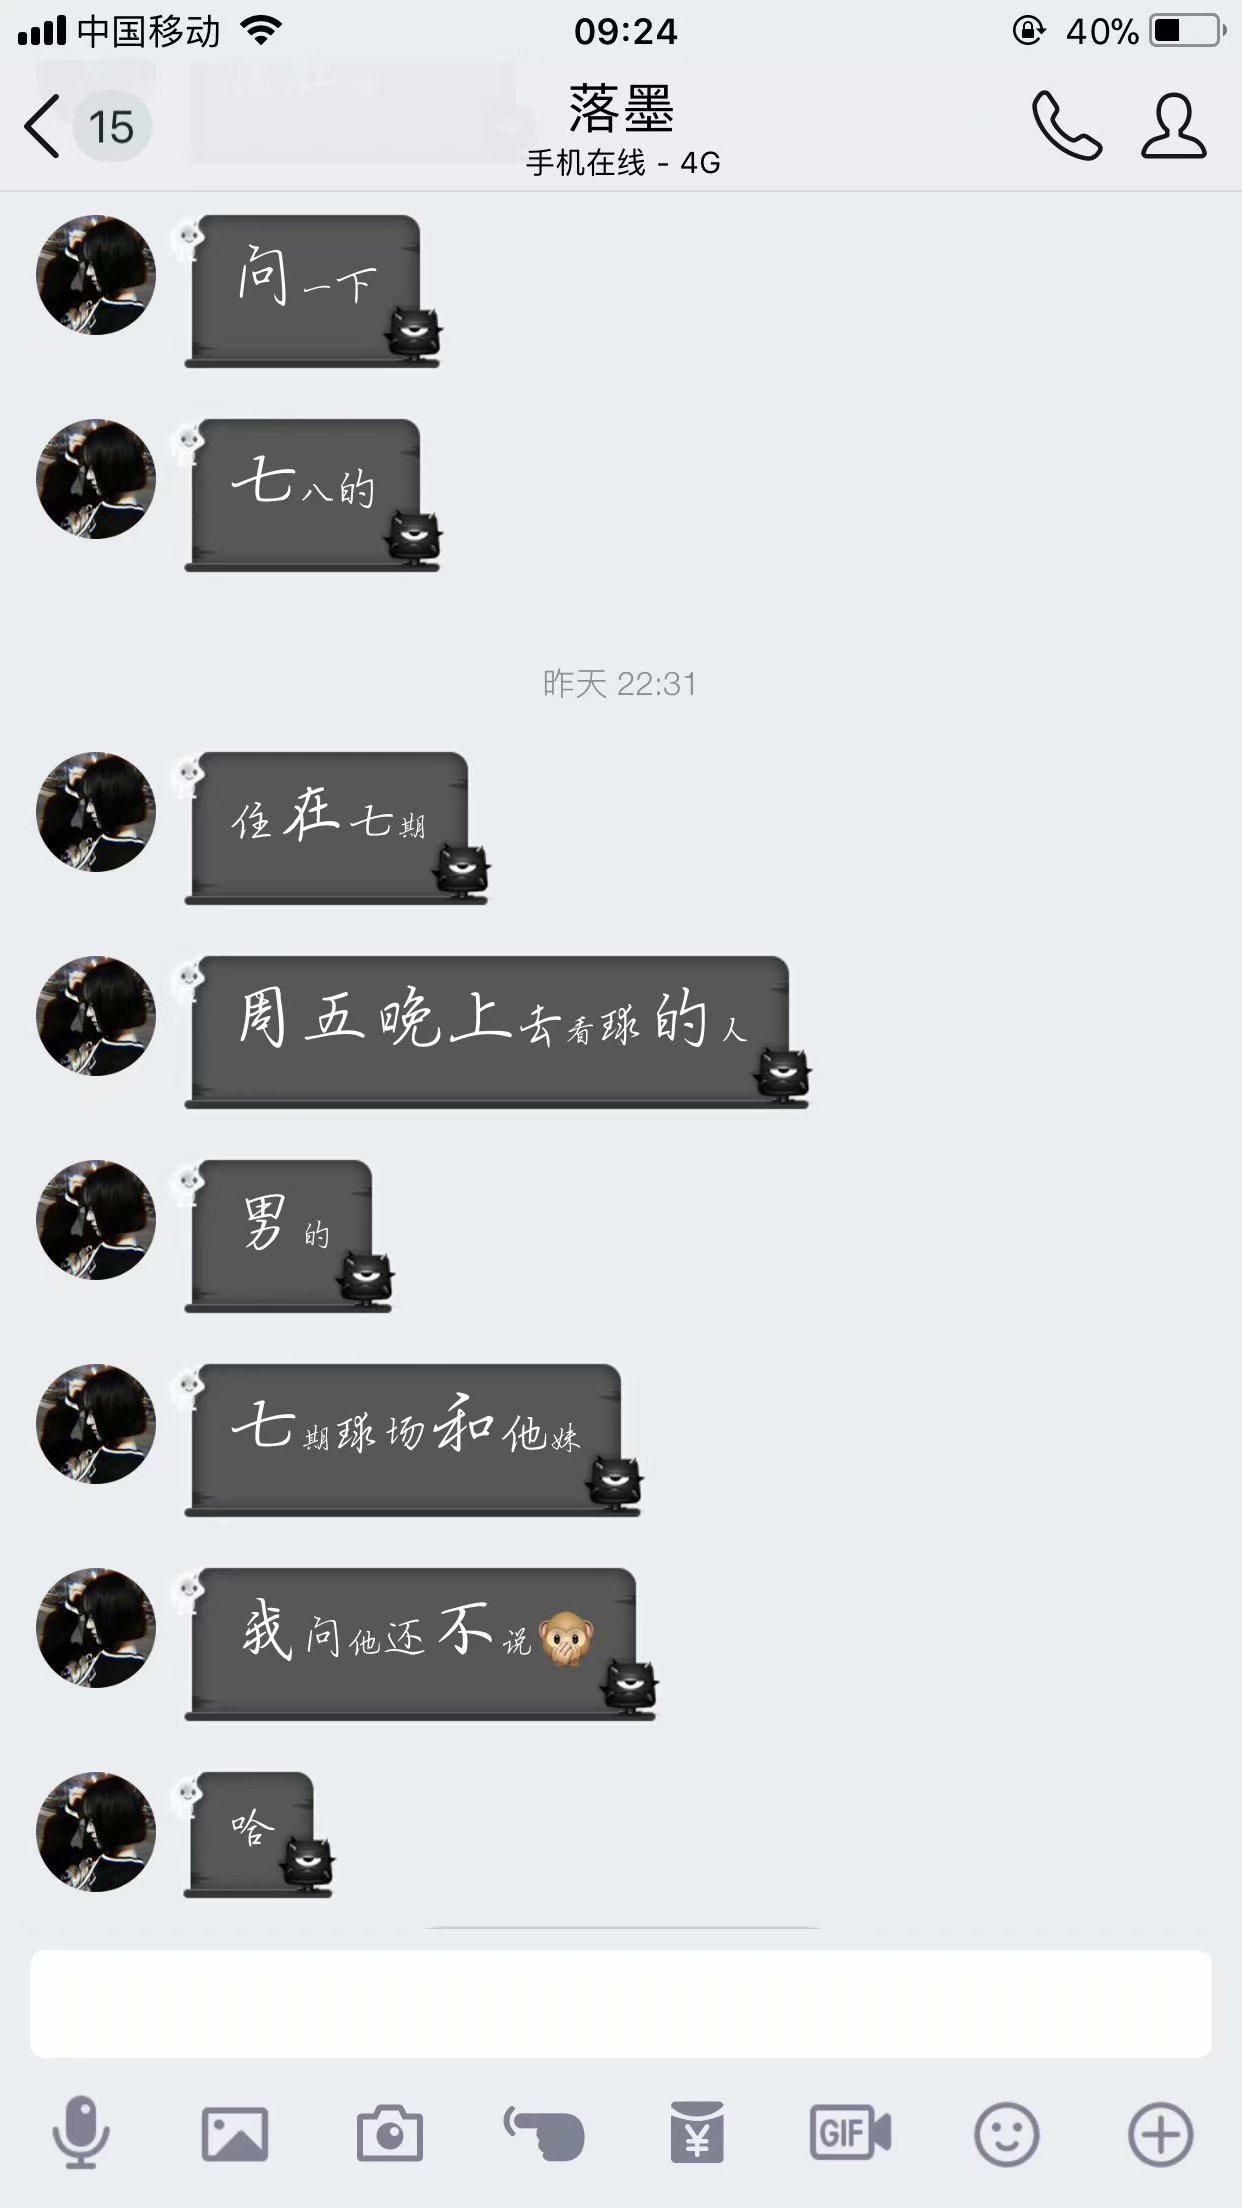 中国移动
09:24
40%
15
落墨
手机在线 - 4G
问一下
七八的
昨天 22:31
住在七期
周五晚上去看球的人
男的
七期球场和他妹
我问他还不说🙊
哈
¥
GIF